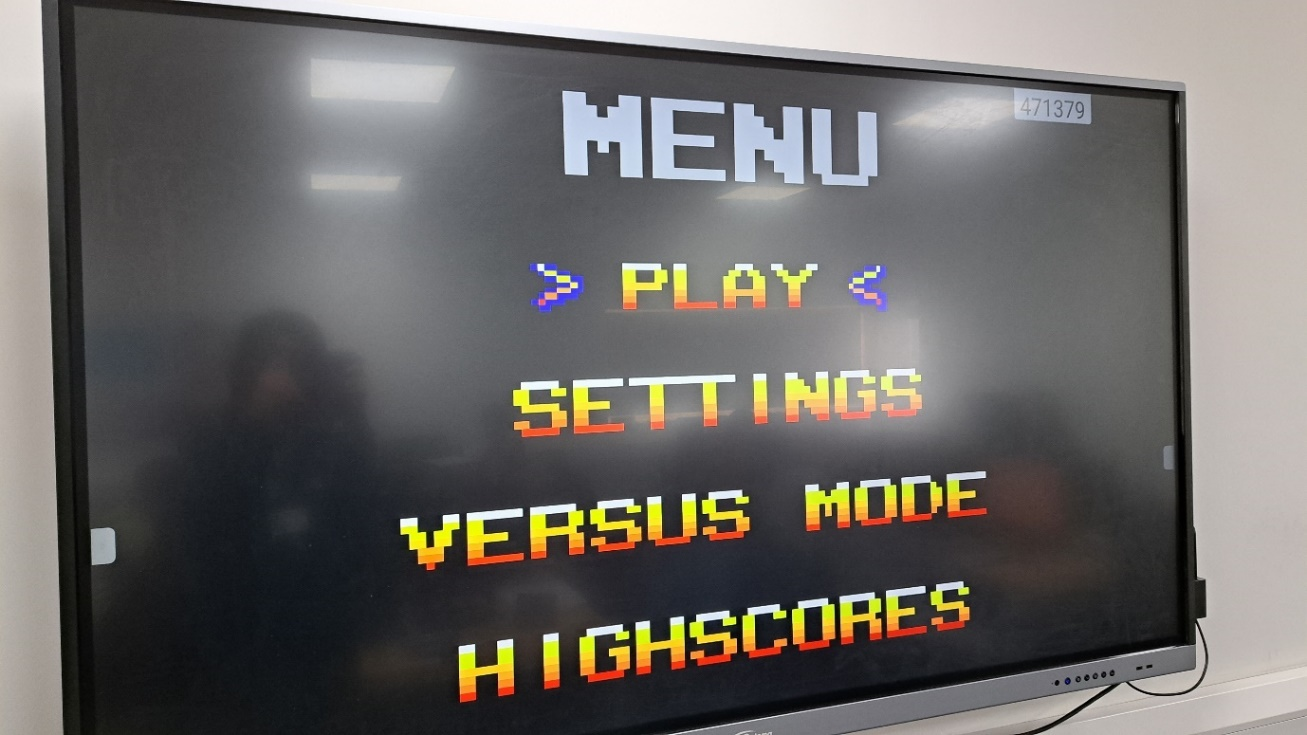 471379
MENU
> PLAY <
SETTINGS
VERSUS MODE
HIGHSCORES